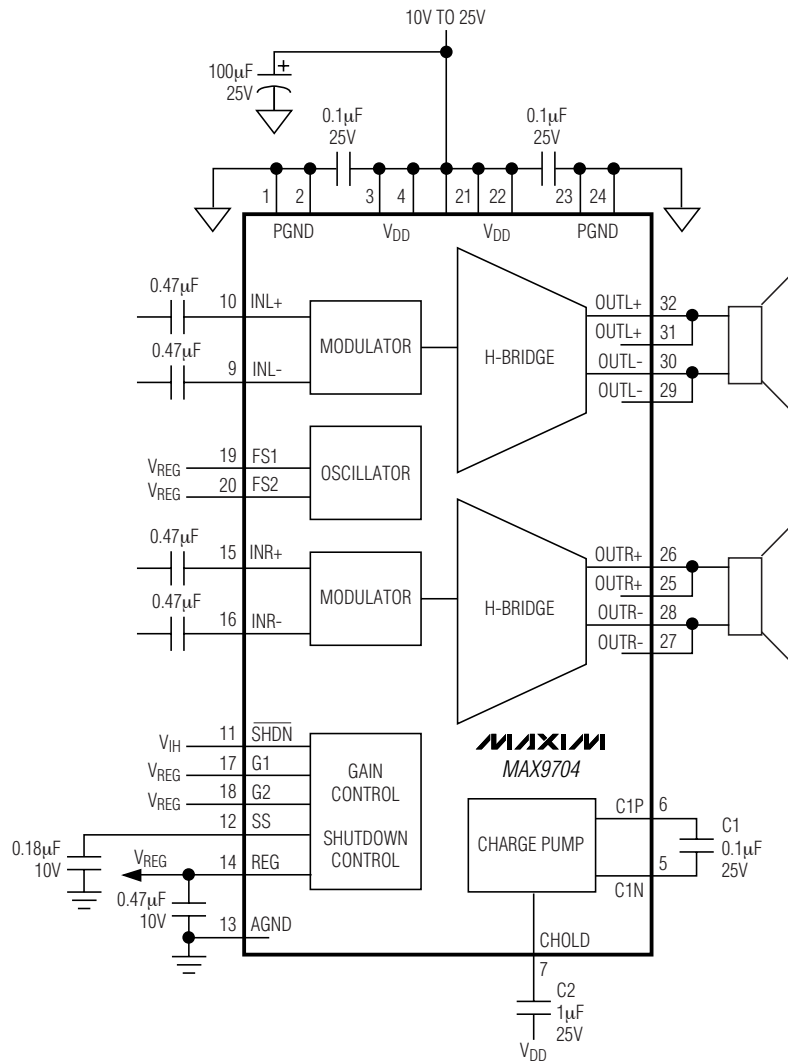 10V TO 25V
100µF
25V
+
0.1µF
25V
0.1µF
25V
1
2
3
4
21
22
23
24
PGND
VDD
VDD
PGND
0.47µF
10
INL+
0.47µF
9
INL-
MODULATOR
H-BRIDGE
OUTL+
32
OUTL+
31
OUTL-
30
OUTL-
29
VREG
19
FS1
VREG
20
FS2
OSCILLATOR
0.47µF
15
INR+
0.47µF
16
INR-
MODULATOR
H-BRIDGE
OUTR+
26
OUTR+
25
OUTR-
28
OUTR-
27
VIH
11
SHDN
VREG
17
G1
VREG
18
G2
12
SS
GAIN
CONTROL
SHUTDOWN
CONTROL
0.18µF
10V
VREG
14
REG
0.47µF
10V
13
AGND
MAXIM
MAX9704
CHARGE PUMP
C1P
6
C1
0.1µF
25V
5
C1N
CHOLD
7
C2
1µF
25V
VDD